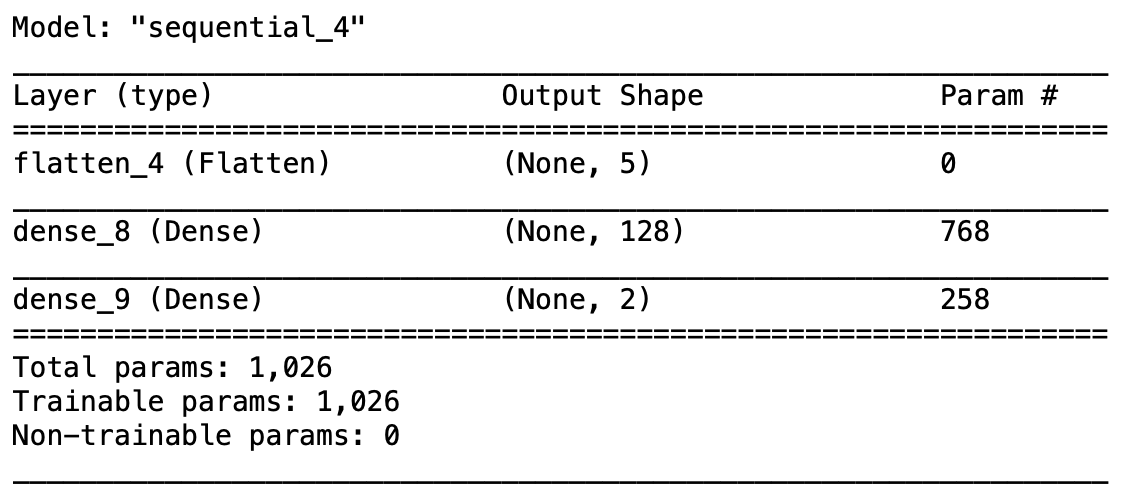 Model: "sequential_4"
Layer (type) Output Shape Param #
flatten_4 (Flatten) (None, 5) 0
dense_8 (Dense) (None, 128) 768
dense_9 (Dense) (None, 2) 258
Total params: 1,026
Trainable params: 1,026
Non-trainable params: 0